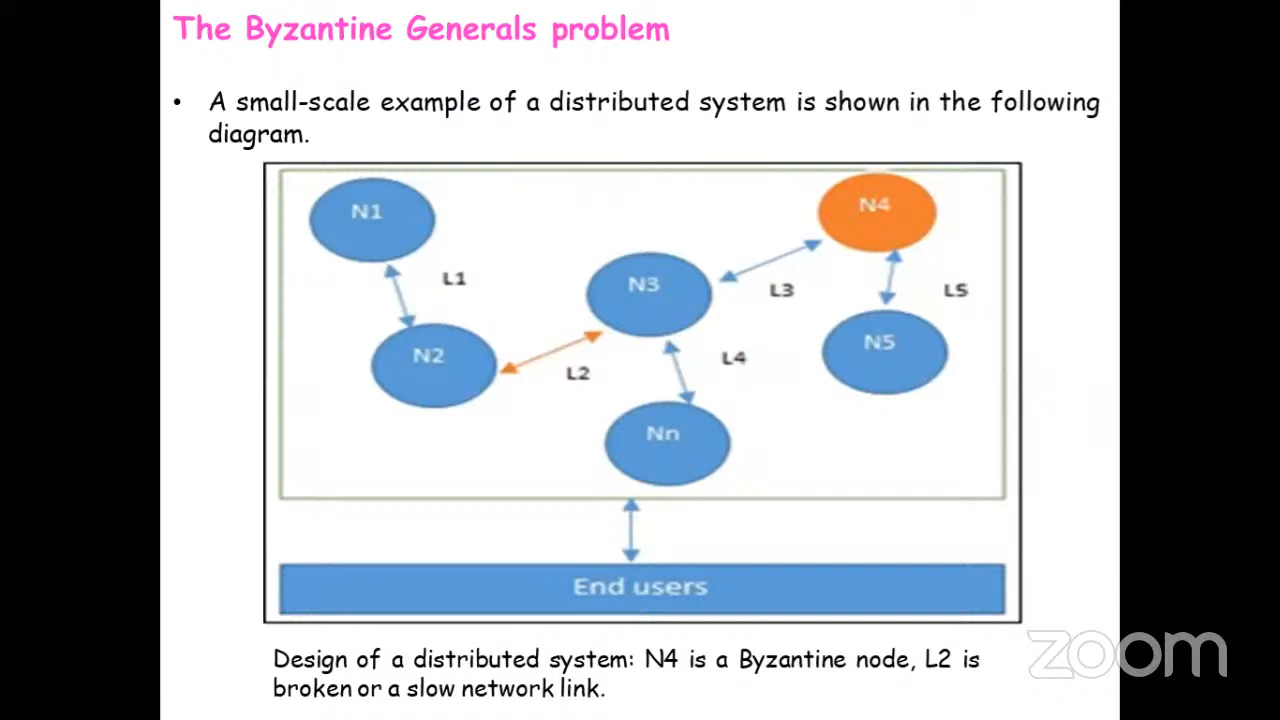 The Byzantine Generals problem
• A small-scale example of a distributed system is shown in the following
diagram.
N1
N4
L1
N3
L3
L5
N2
L2
L4
N5
Nn
End users
Design of a distributed system: N4 is a Byzantine node, L2 is
broken or a slow network link.
zoom